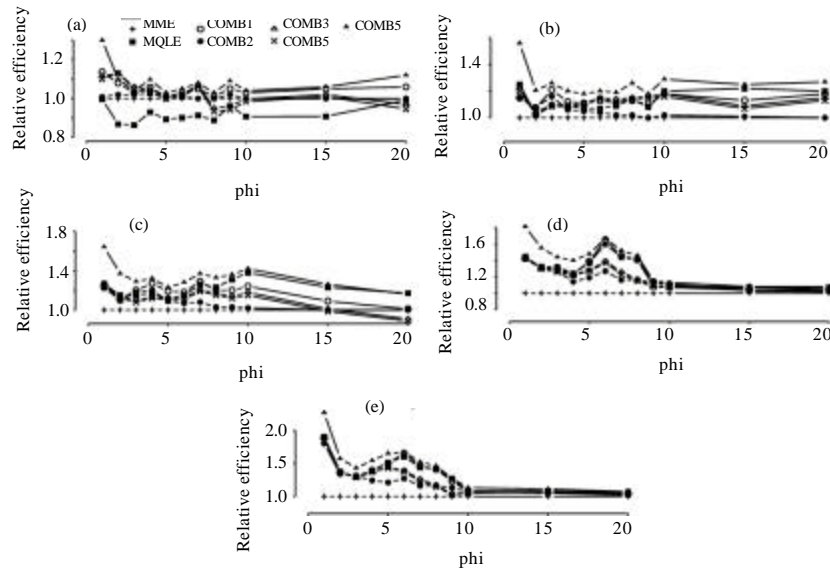 (a) MME COMB1 COMB3 COMB5
MQLE COMB2 COMB5
Relative efficiency
1.2
1.0
0.8
0 5 10 15 20
phi
(b)
Relative efficiency
1.4
1.0
0 5 10 15 20
phi
(c)
Relative efficiency
1.8
1.4
1.0
0 5 10 15 20
phi
(d)
Relative efficiency
1.6
1.2
0.8
0 5 10 15 20
phi
(e)
Relative efficiency
2.0
1.5
1.0
0 5 10 15 20
phi